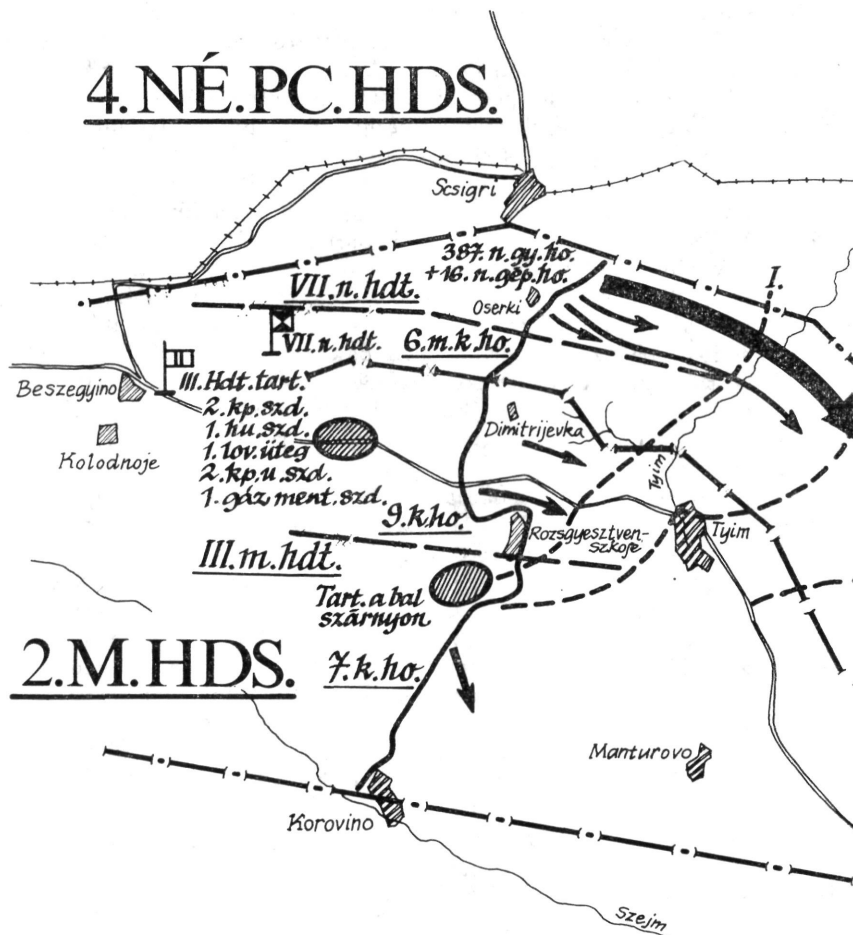 4. NÉ. PC. HDS.
Scsigri
387. n. gy. ho.
+16. n. gép. ho.
I.
VII. n. hdt.
Oserki
VII. n. hdt.
6. m. k. ho.
Beszegyino
III. Hdt. tart.
2. kp. szd.
1. hu. szd.
1. lov. üteg
2. kp. u. szd.
1. gáz ment. szd.
Kolodnoje
Dimitrijevka
Tyim
9. k. ho.
Rozsgyesztven-
szkoje
Tyim
III. m. hdt.
Tart. a bal
szárnyon
2. M. HDS.
7. k. ho.
Manturovo
Korovino
Szejm